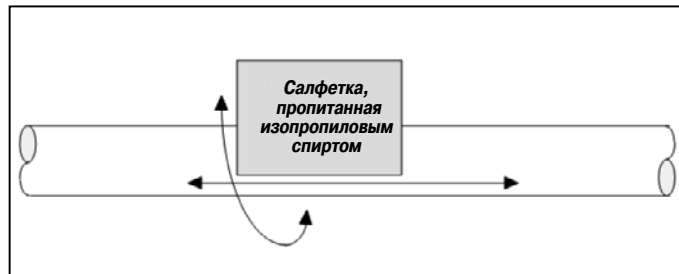 Салфетка,
пропитанная
изопропиловым
спиртом